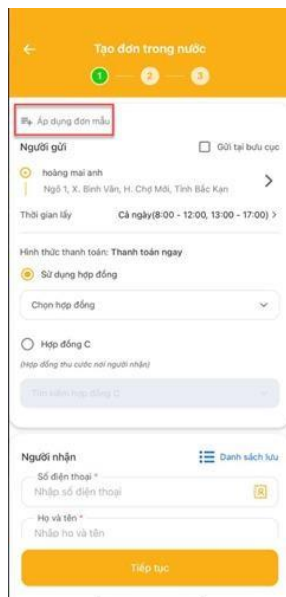 Tạo đơn trong nước
1
2
3
Áp dụng đơn mẫu
Người gửi
Gửi tại bưu cục
hoàng mai anh
Ngõ 1, X. Bình Văn, H. Chợ Mới, Tỉnh Bắc Kạn
Thời gian lấy
Cả ngày(8:00 - 12:00, 13:00 - 17:00) >
Hình thức thanh toán: Thanh toán ngay
Sử dụng hợp đồng
Chọn hợp đồng
Hợp đồng C
(Hợp đồng thu cước nơi người nhận)
Tìm kiếm hợp đồng C
Người nhận
Danh sách lưu
Số điện thoại *
Nhập số điện thoại
Họ và tên *
Nhập họ và tên
Tiếp tục